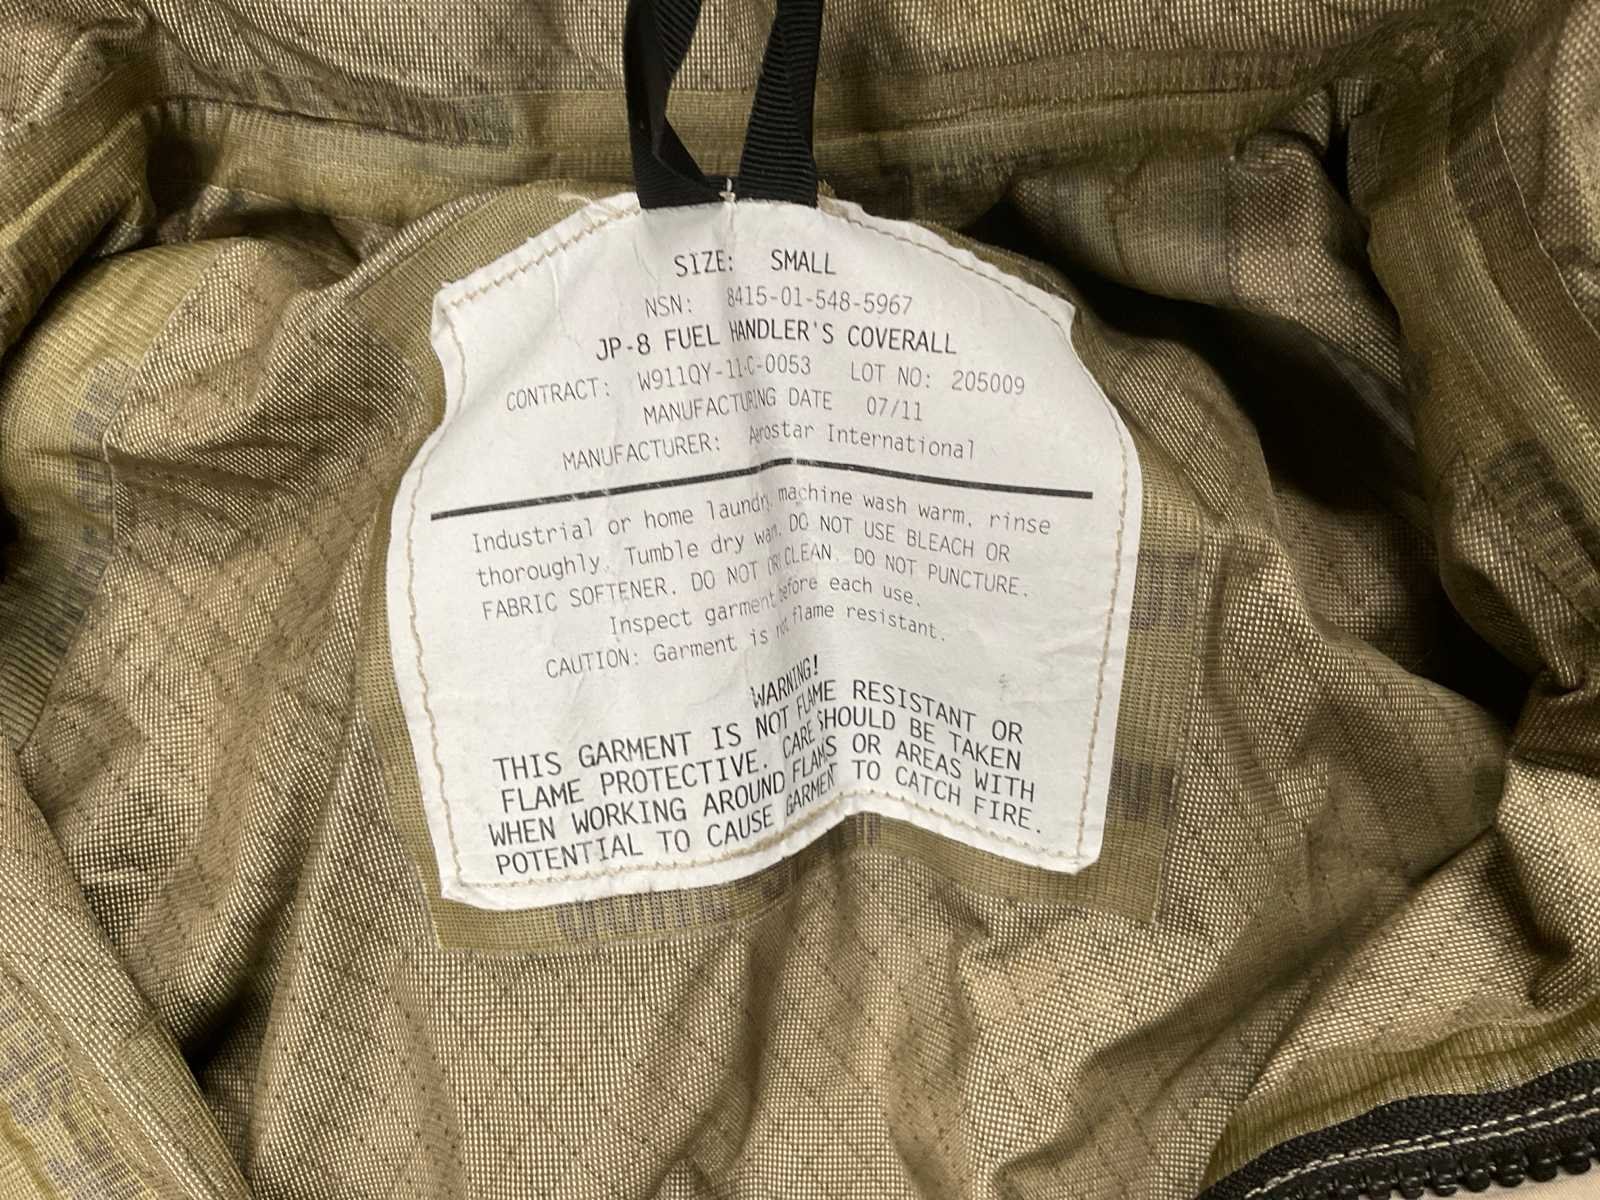 SIZE: SMALL
NSN: 8415-01-548-5967
JP-8 FUEL HANDLER'S COVERALL
CONTRACT: W911QY-11-C-0053 LOT NO: 205009
MANUFACTURING DATE 07/11
MANUFACTURER: Aerostar International
Industrial or home laundry, machine wash warm, rinse
thoroughly. Tumble dry warm. DO NOT USE BLEACH OR
FABRIC SOFTENER. DO NOT DRY CLEAN. DO NOT PUNCTURE.
Inspect garment before each use.
CAUTION: Garment is not flame resistant.
WARNING!
THIS GARMENT IS NOT FLAME RESISTANT OR
FLAME PROTECTIVE. CARE SHOULD BE TAKEN
WHEN WORKING AROUND FLAMES OR AREAS WITH
POTENTIAL TO CAUSE GARMENT TO CATCH FIRE.